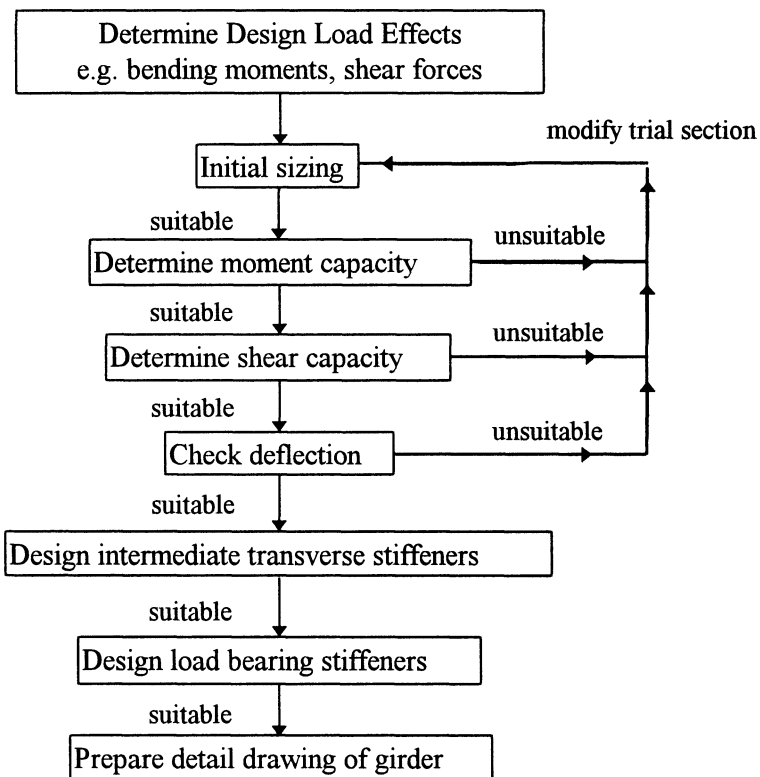 Determine Design Load Effects
e.g. bending moments, shear forces
modify trial section
Initial sizing
suitable
unsuitable
Determine moment capacity
suitable
unsuitable
Determine shear capacity
suitable
unsuitable
Check deflection
suitable
Design intermediate transverse stiffeners
suitable
Design load bearing stiffeners
suitable
Prepare detail drawing of girder